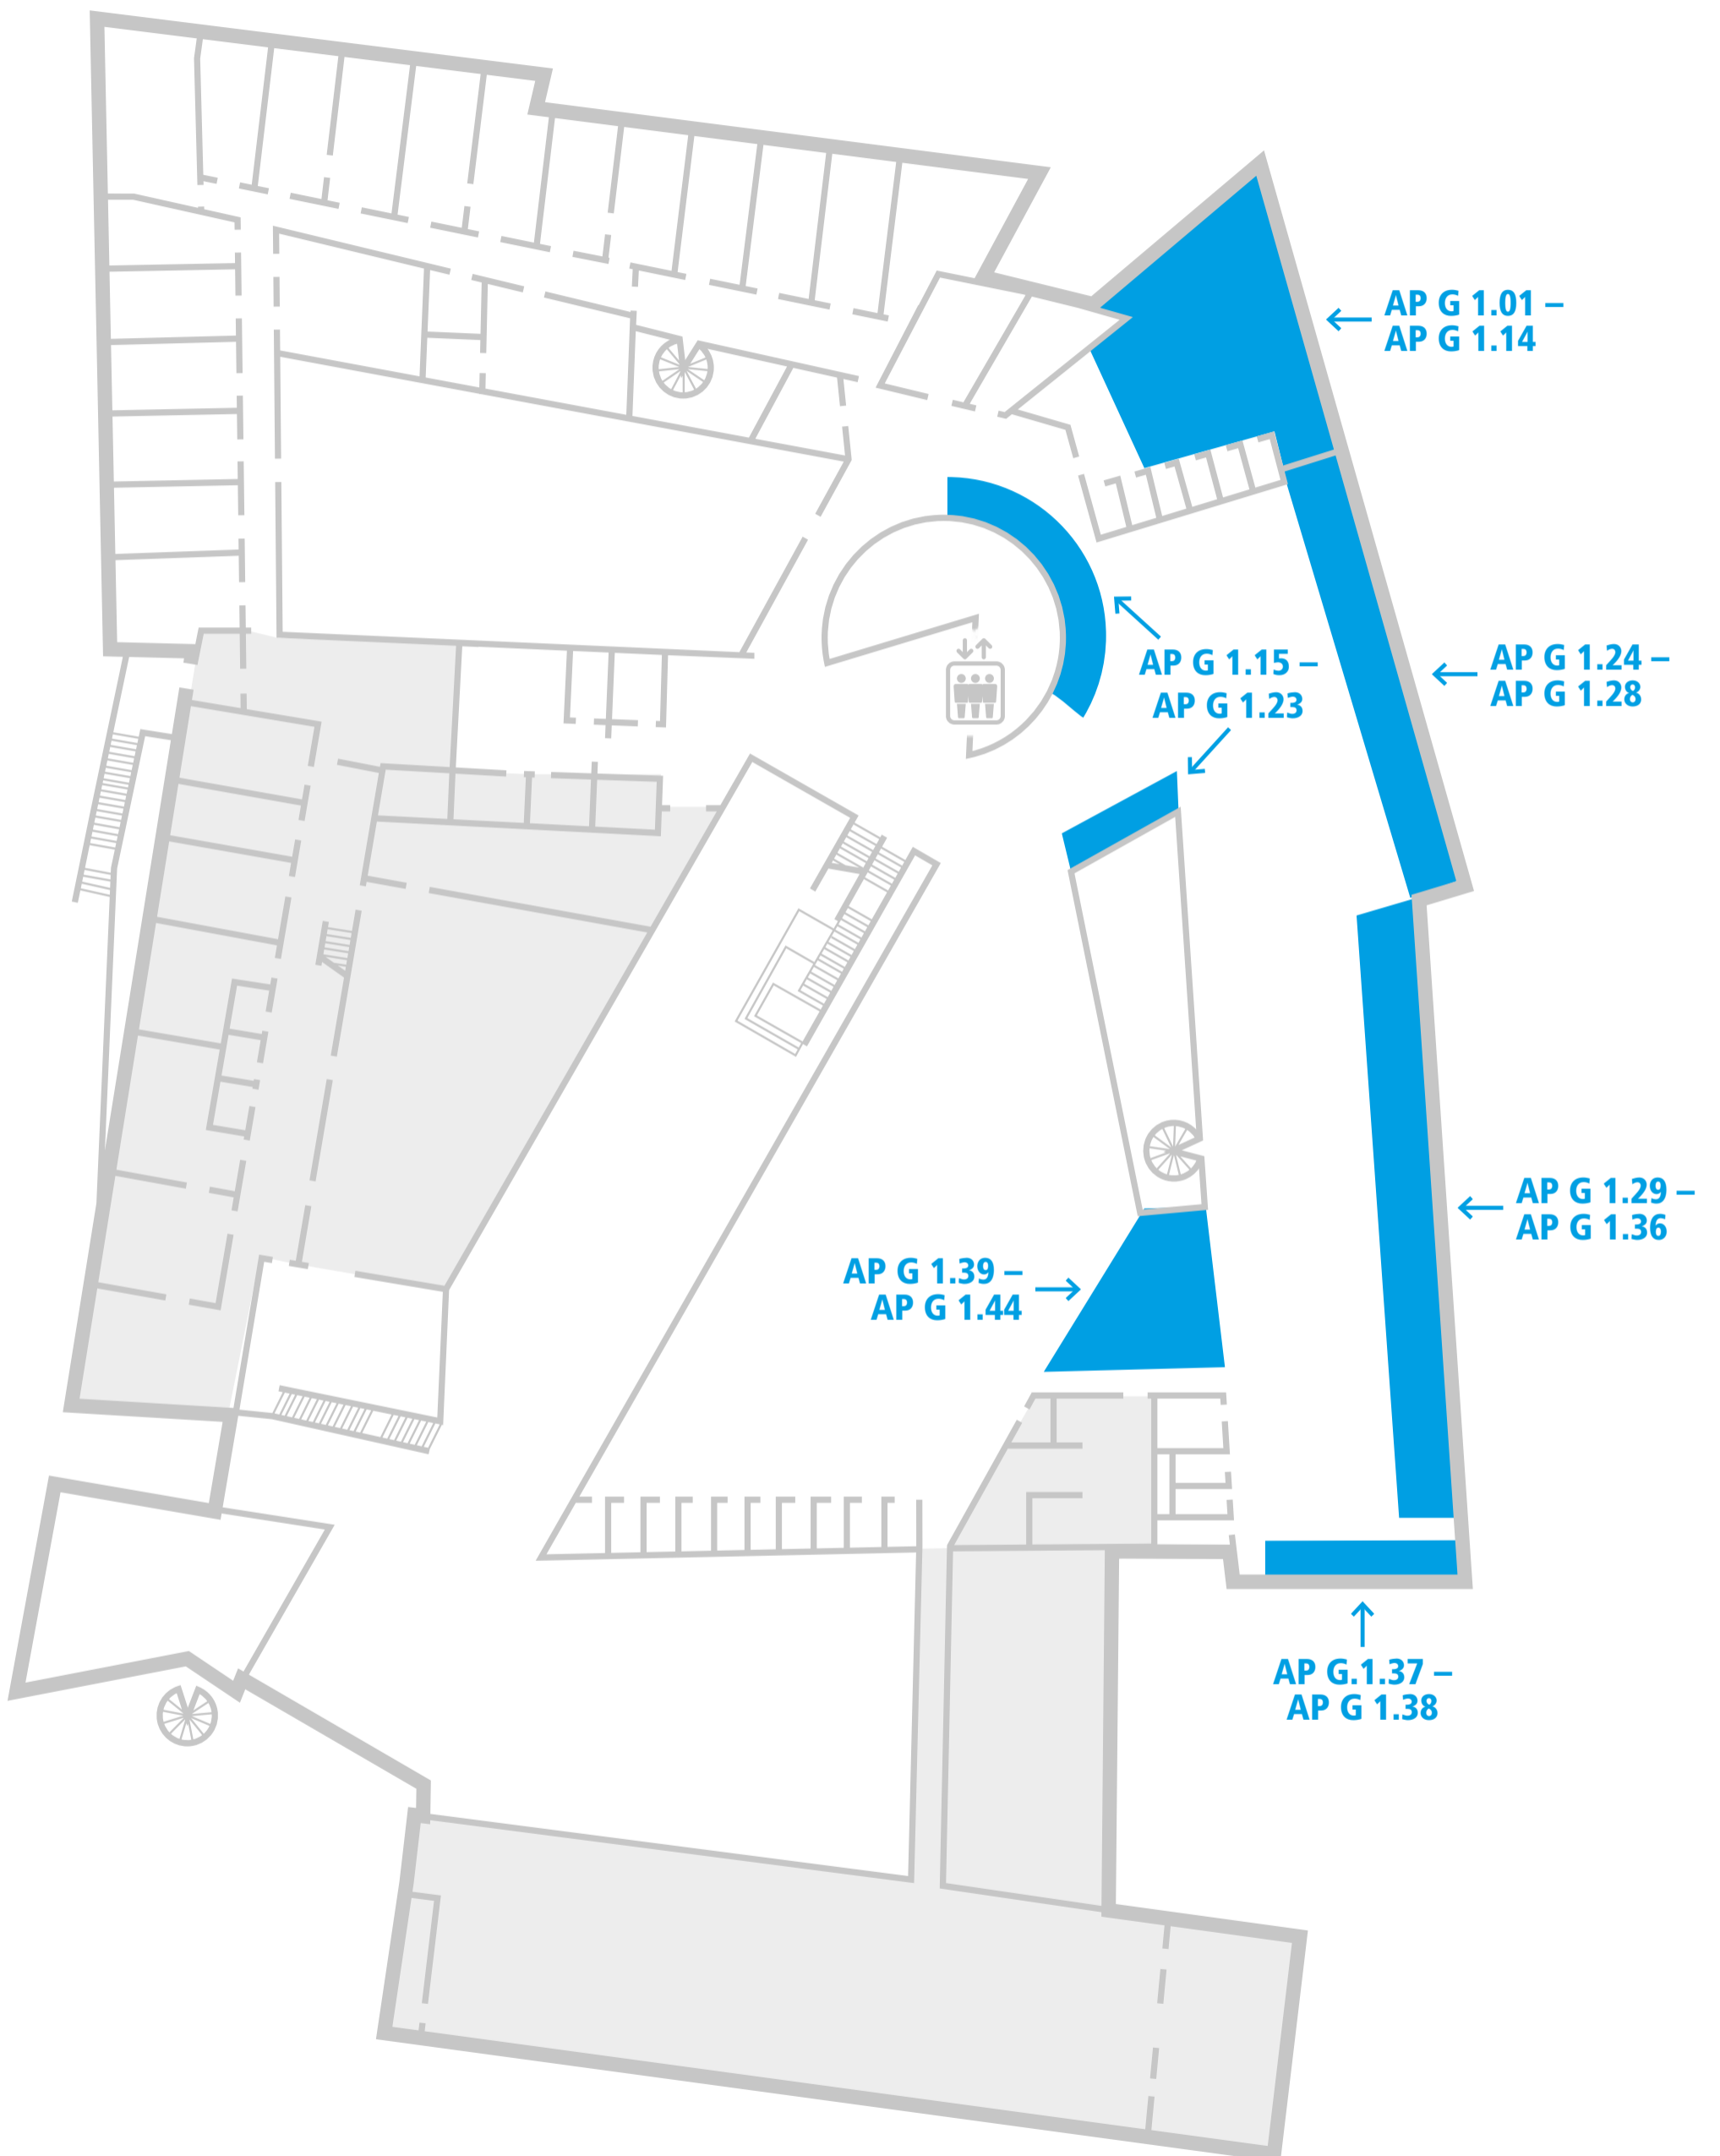 AP G 1.01 –
AP G 1.14
AP G 1.15 –
AP G 1.23
AP G 1.24 –
AP G 1.28
AP G 1.29 –
AP G 1.36
AP G 1.39 –
AP G 1.44
AP G.1.37 –
AP G 1.38